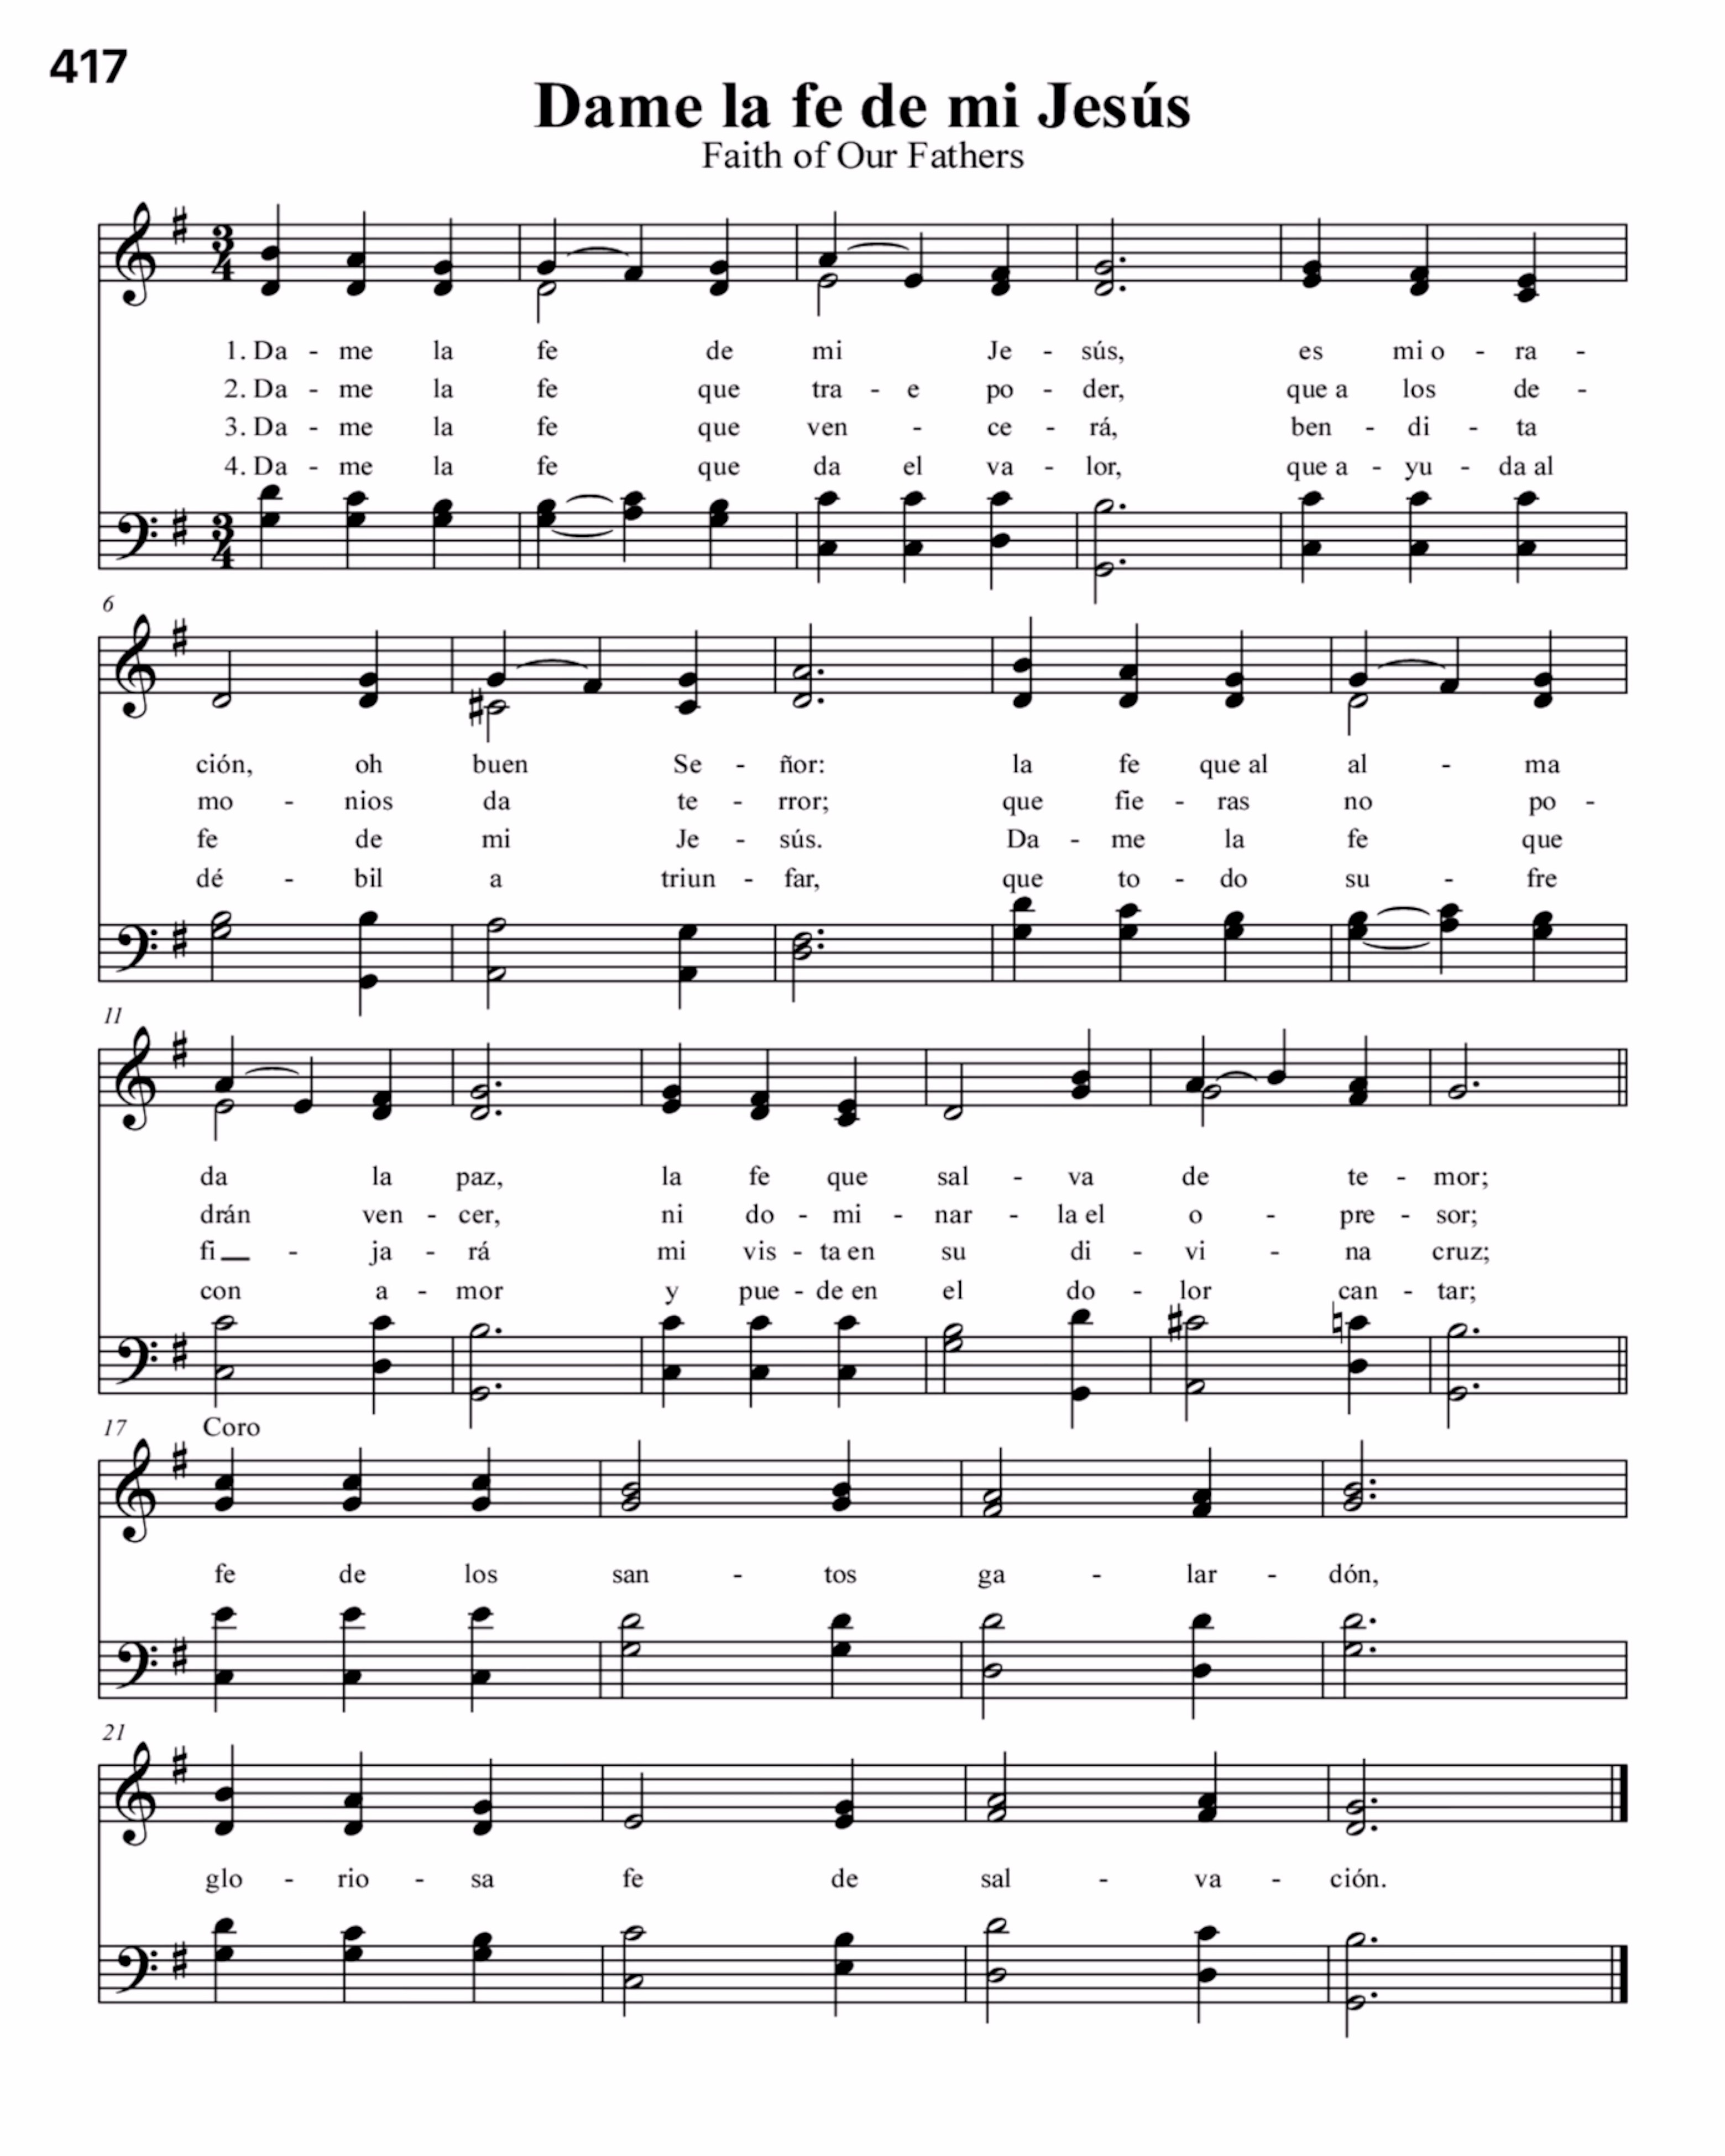 417
Dame la fe de mi Jesús
Faith of Our Fathers
1. Da - me la fe de mi Je - sús, es mi o - ra -
2. Da - me la fe que tra - e po - der, que a los de -
3. Da - me la fe que ven - ce - rá, ben - di - ta
4. Da - me la fe que da el va - lor, que a - yu - da al
6
ción, oh buen Se - ñor: la fe que al al - ma
mo - nios da te - rror; que fie - ras no po -
fe de mi Je - sús. Da - me la fe que
dé - bil a triun - far, que to - do su - fre
11
da la paz, la fe que sal - va de te - mor;
drán ven - cer, ni do - mi - nar - la el o - pre - sor;
fi - ja - rá mi vis - ta en su di - vi - na cruz;
con a - mor y pue - de en el do - lor can - tar;
17 Coro
fe de los san - tos ga - lar - dón,
21
glo - rio - sa fe de sal - va - ción.